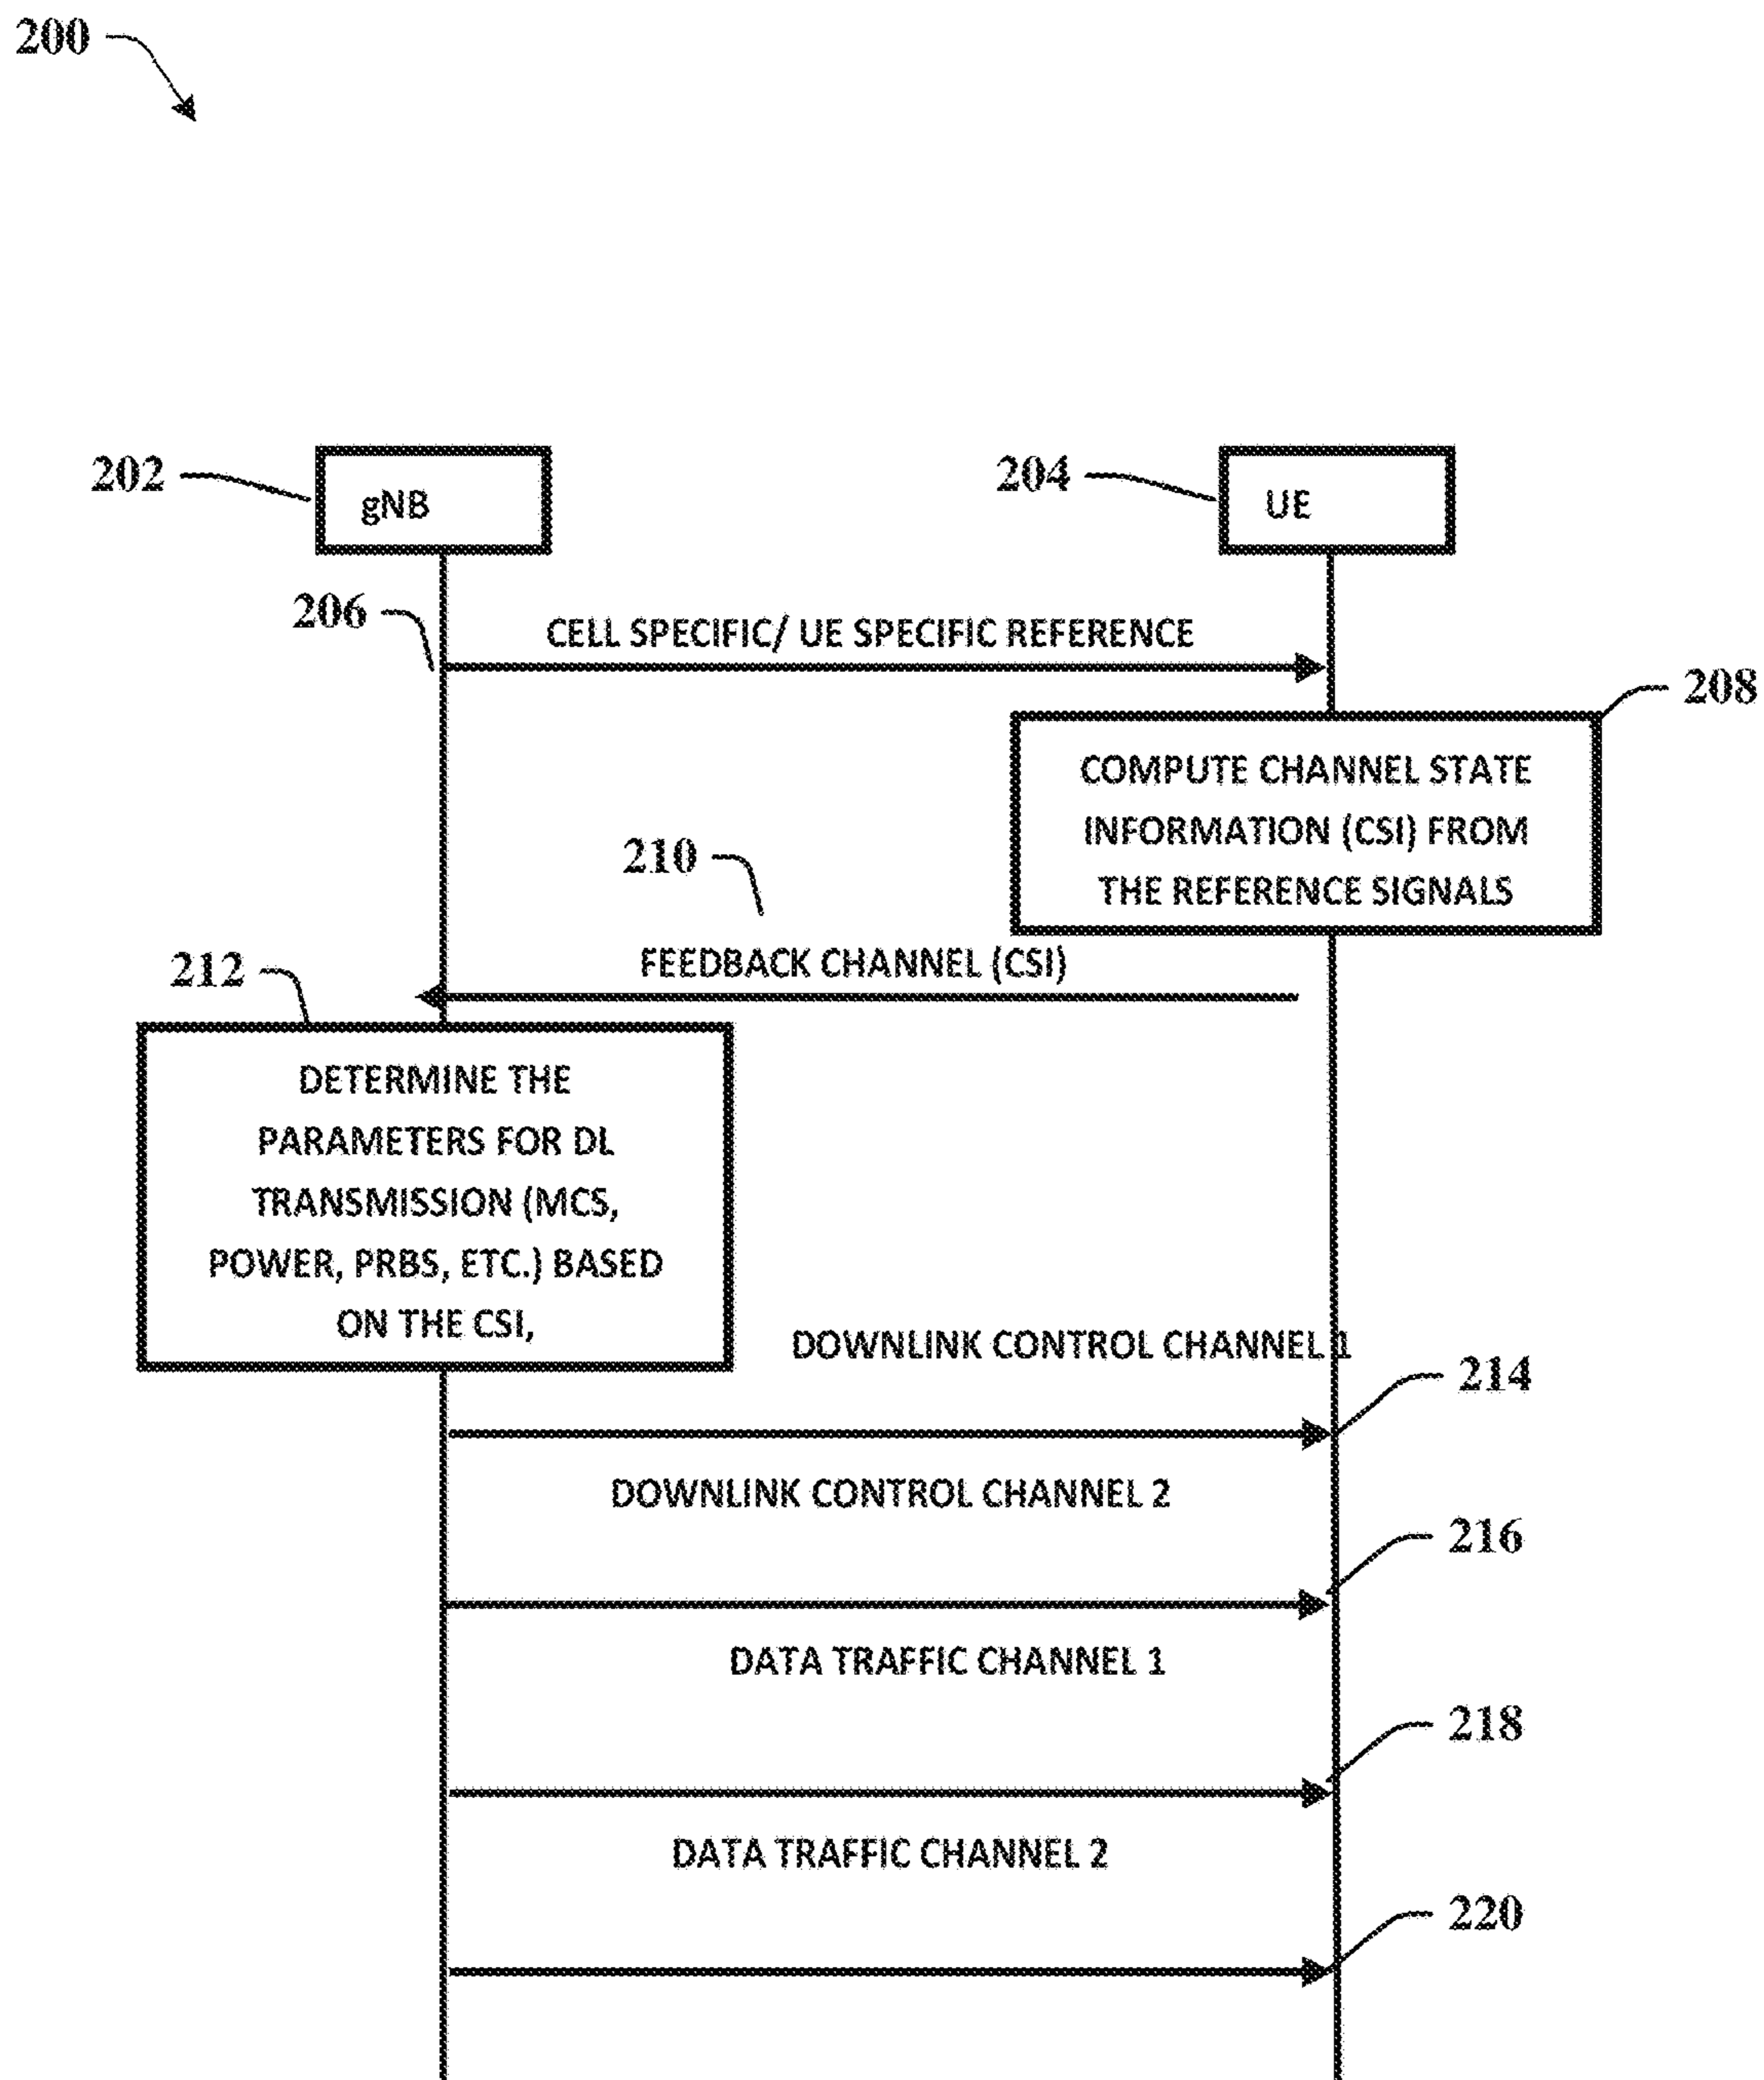 200
202
gNB
204
UE
206
CELL SPECIFIC/ UE SPECIFIC REFERENCE
208
COMPUTE CHANNEL STATE
INFORMATION (CSI) FROM
THE REFERENCE SIGNALS
210
FEEDBACK CHANNEL (CSI)
212
DETERMINE THE
PARAMETERS FOR DL
TRANSMISSION (MCS,
POWER, PRBS, ETC.) BASED
ON THE CSI,
DOWNLINK CONTROL CHANNEL 1
214
DOWNLINK CONTROL CHANNEL 2
216
DATA TRAFFIC CHANNEL 1
218
DATA TRAFFIC CHANNEL 2
220